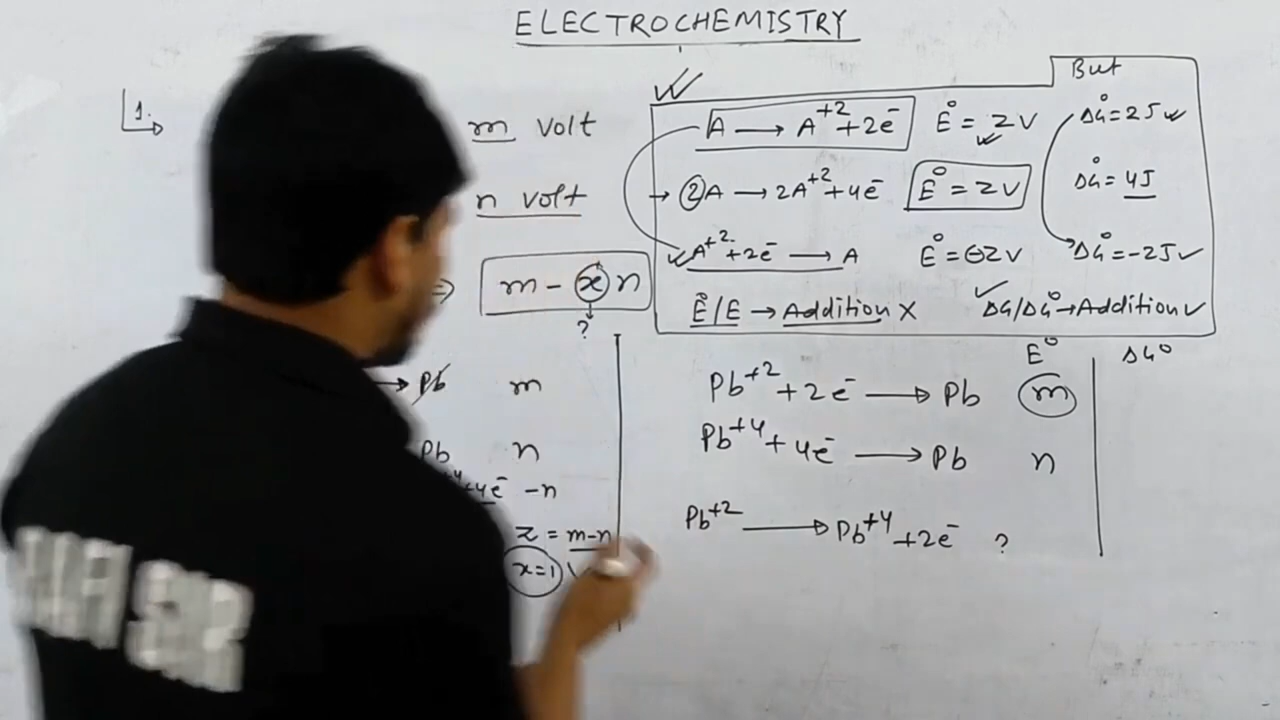 ELECTROCHEMISTRY
1.
m volt
n volt
⇒ m - x n
?
→ Pb m
Pb n
+4e⁻ -n
z = m-n
x=1
But
A → A⁺² + 2e⁻ E° = 2V ΔG° = 2J
→ 2A → 2A⁺² + 4e⁻ E° = 2V ΔG° = 4J
A⁺² + 2e⁻ → A E° = -2V ΔG° = -2J
E°/E → Addition X ΔG/ΔG° → Addition ✓
E° ΔG°
Pb⁺² + 2e⁻ → Pb m
Pb⁺⁴ + 4e⁻ → Pb n
Pb⁺² → Pb⁺⁴ + 2e⁻ ?
SIR